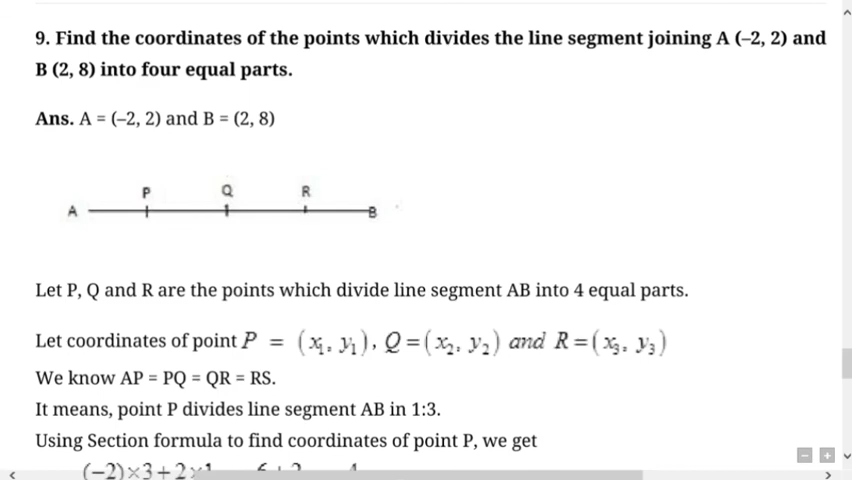 9. Find the coordinates of the points which divides the line segment joining A (–2, 2) and
B (2, 8) into four equal parts.
Ans. A = (–2, 2) and B = (2, 8)
P Q R
A B
Let P, Q and R are the points which divide line segment AB into 4 equal parts.
Let coordinates of point P = (x₁, y₁), Q = (x₂, y₂) and R = (x₃, y₃)
We know AP = PQ = QR = RS.
It means, point P divides line segment AB in 1:3.
Using Section formula to find coordinates of point P, we get
(−2)×3+2×1